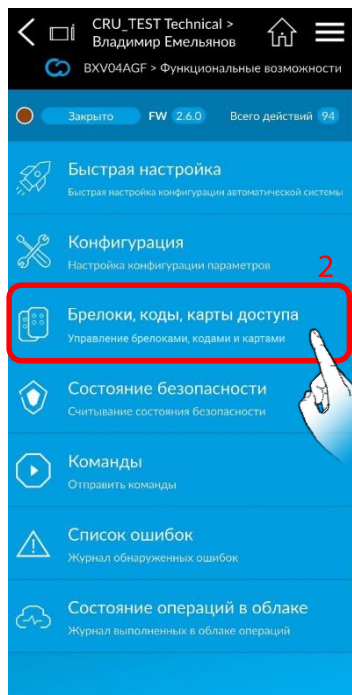 CRU_TEST Technical >
Владимир Емельянов
BXV04AGF > Функциональные возможности
Закрыто FW 2.6.0 Всего действий 94
Быстрая настройка
Быстрая настройка конфигурации автоматической системы
Конфигурация
Настройка конфигурации параметров
2
Брелоки, коды, карты доступа
Управление брелоками, кодами и картами
Состояние безопасности
Считывание состояния безопасности
Команды
Отправить команды
Список ошибок
Журнал обнаруженных ошибок
Состояние операций в облаке
Журнал выполненных в облаке операций